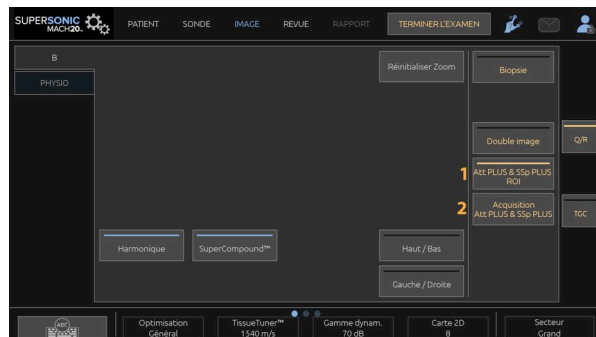 SUPERSONIC
MACH20.
PATIENT
SONDE
IMAGE
REVUE
RAPPORT
TERMINER L'EXAMEN
B
PHYSIO
Réinitialiser Zoom
Biopsie
Double image
Q/R
1
Att PLUS & SSp PLUS
ROI
2
Acquisition
Att PLUS & SSp PLUS
TGC
Harmonique
SuperCompound™
Haut / Bas
Gauche / Droite
ABC
Optimisation
Général
TissueTuner™
1540 m/s
Gamme dynam.
70 dB
Carte 2D
8
Secteur
Grand